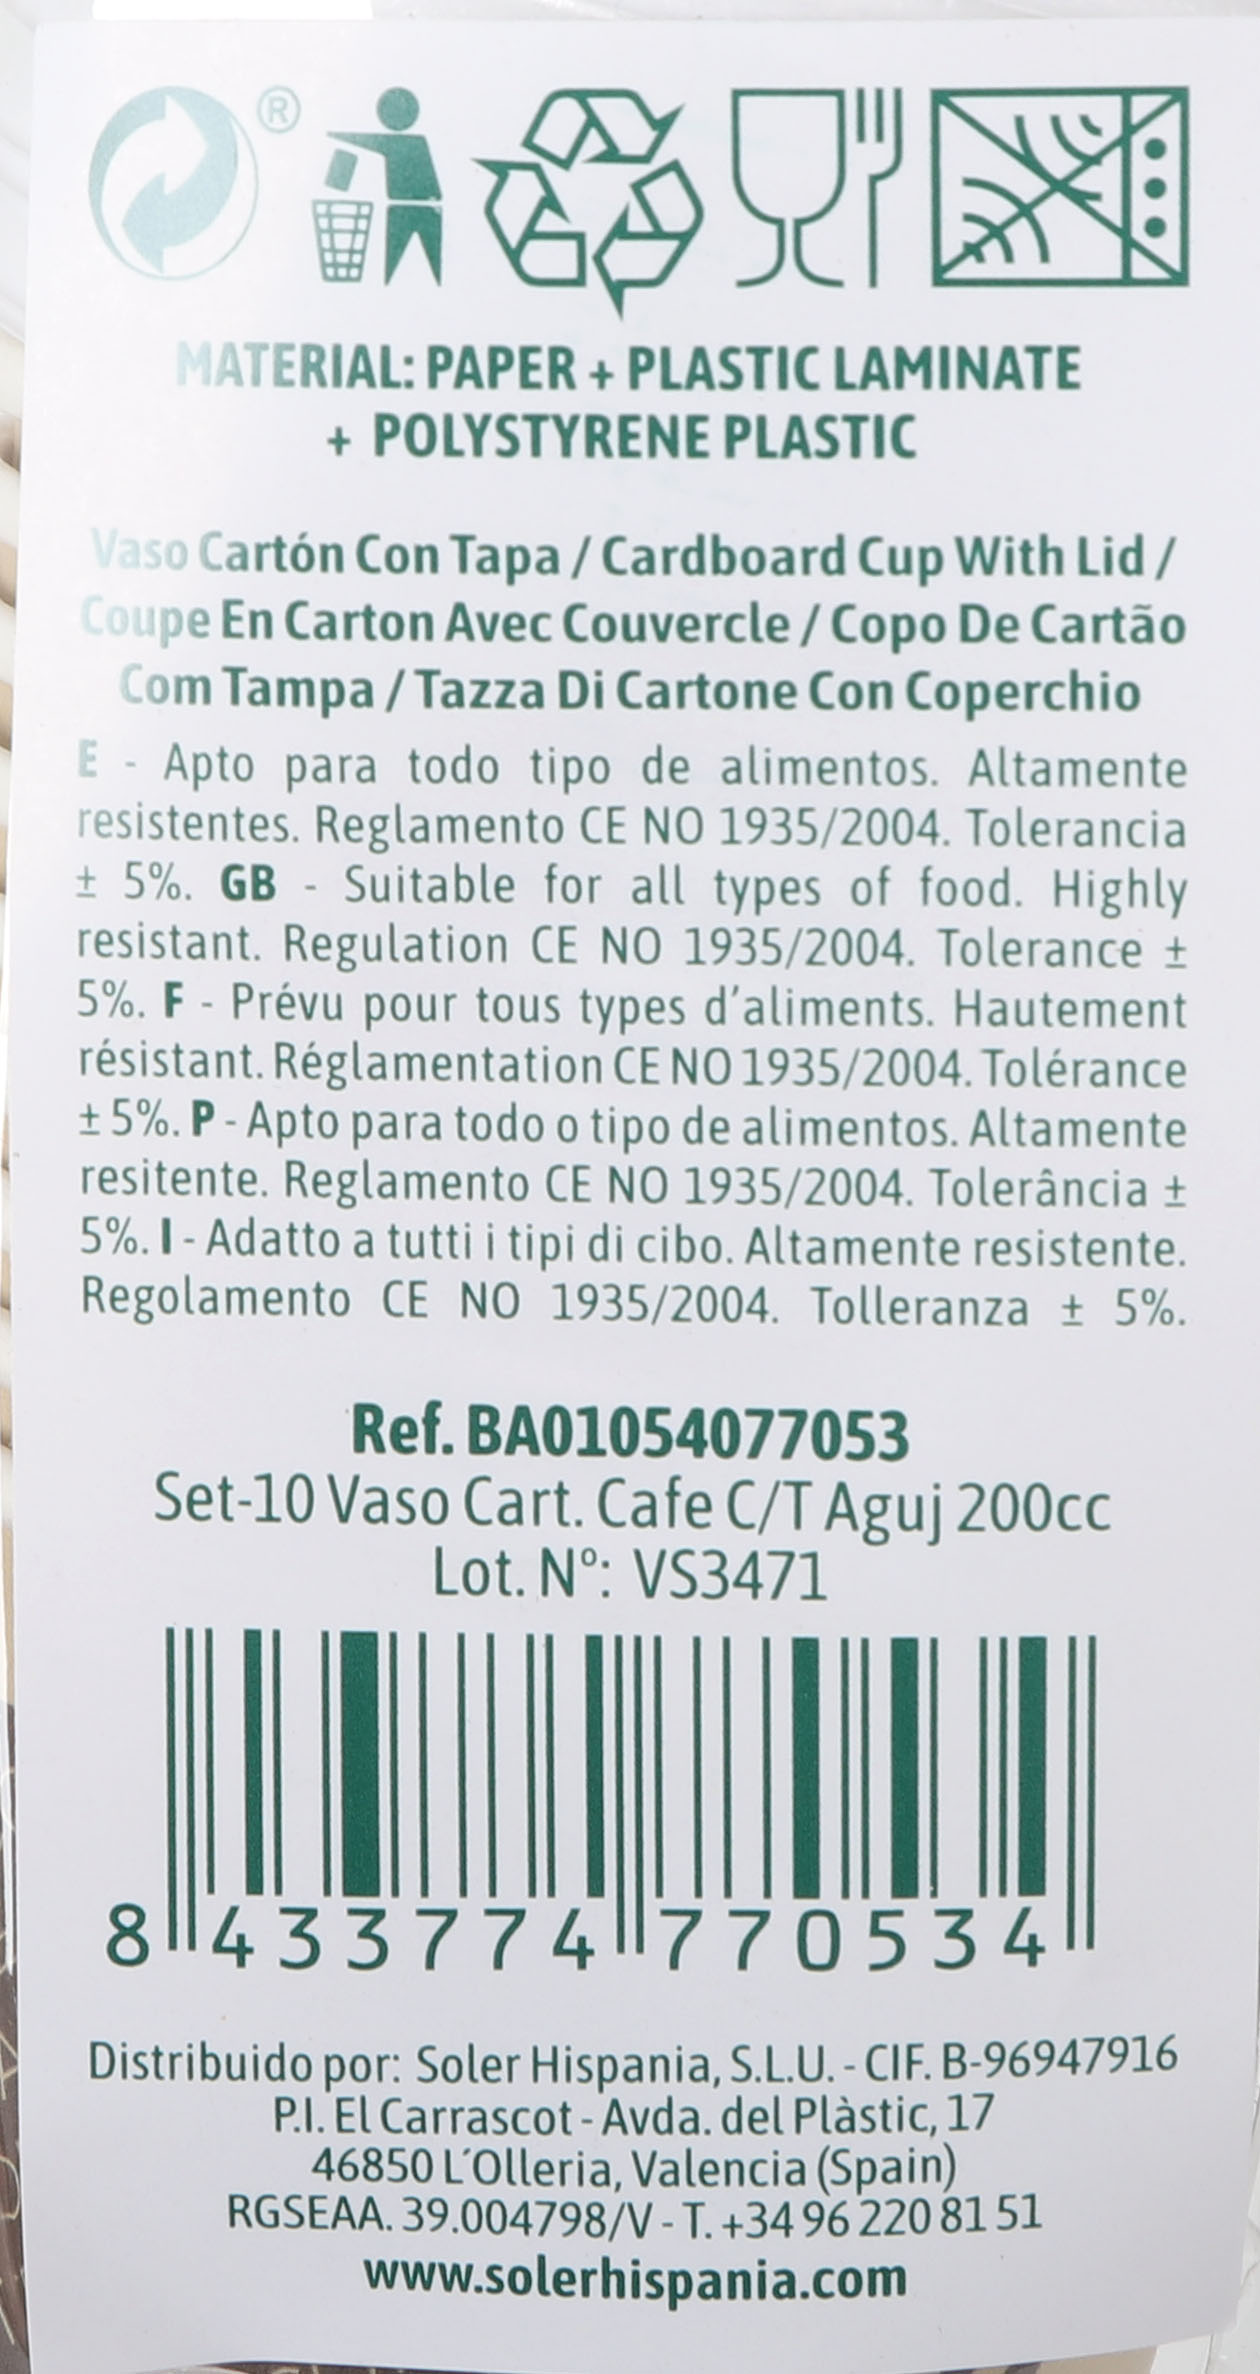 ®
MATERIAL: PAPER + PLASTIC LAMINATE
+ POLYSTYRENE PLASTIC
Vaso Cartón Con Tapa / Cardboard Cup With Lid /
Coupe En Carton Avec Couvercle / Copo De Cartão
Com Tampa / Tazza Di Cartone Con Coperchio
E - Apto para todo tipo de alimentos. Altamente
resistentes. Reglamento CE NO 1935/2004. Tolerancia
± 5%. GB - Suitable for all types of food. Highly
resistant. Regulation CE NO 1935/2004. Tolerance ±
5%. F - Prévu pour tous types d’aliments. Hautement
résistant. Réglamentation CE NO 1935/2004. Tolérance
± 5%. P - Apto para todo o tipo de alimentos. Altamente
resitente. Reglamento CE NO 1935/2004. Tolerância ±
5%. I - Adatto a tutti i tipi di cibo. Altamente resistente.
Regolamento CE NO 1935/2004. Tolleranza ± 5%.
Ref. BA01054077053
Set-10 Vaso Cart. Cafe C/T Aguj 200cc
Lot. Nº: VS3471
8 433774 770534
Distribuido por: Soler Hispania, S.L.U. - CIF. B-96947916
P.I. El Carrascot - Avda. del Plàstic, 17
46850 L´Olleria, Valencia (Spain)
RGSEAA. 39.004798/V - T. +34 96 220 81 51
www.solerhispania.com